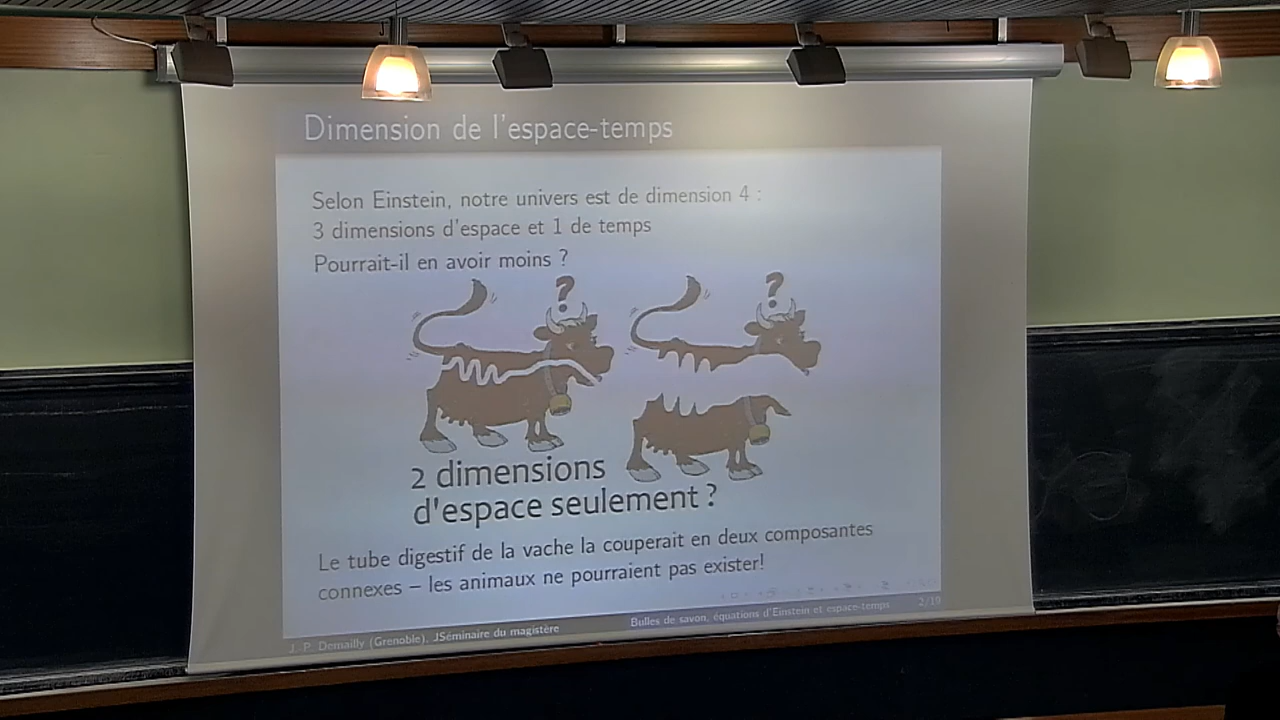 Dimension de l'espace-temps
Selon Einstein, notre univers est de dimension 4 :
3 dimensions d'espace et 1 de temps
Pourrait-il en avoir moins ?
?
?
2 dimensions
d'espace seulement ?
Le tube digestif de la vache la couperait en deux composantes
connexes – les animaux ne pourraient pas exister!
J.-P. Demailly (Grenoble), JSéminaire du magistère
Bulles de savon, équations d'Einstein et espace-temps
2/19